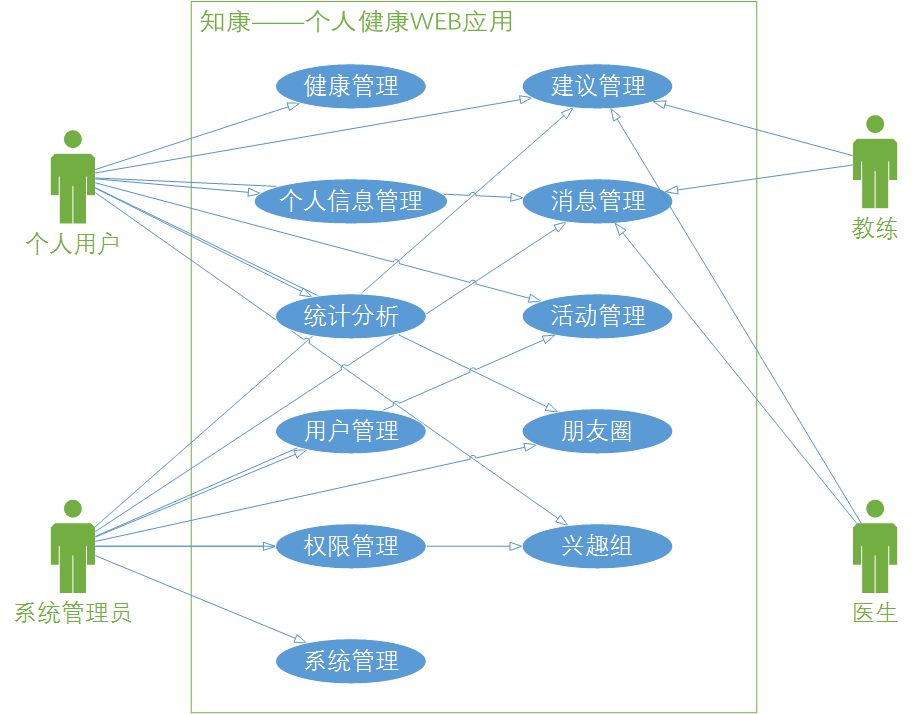 知康——个人健康WEB应用
健康管理
建议管理
个人信息管理
消息管理
个人用户
教练
统计分析
活动管理
用户管理
朋友圈
权限管理
兴趣组
系统管理员
医生
系统管理